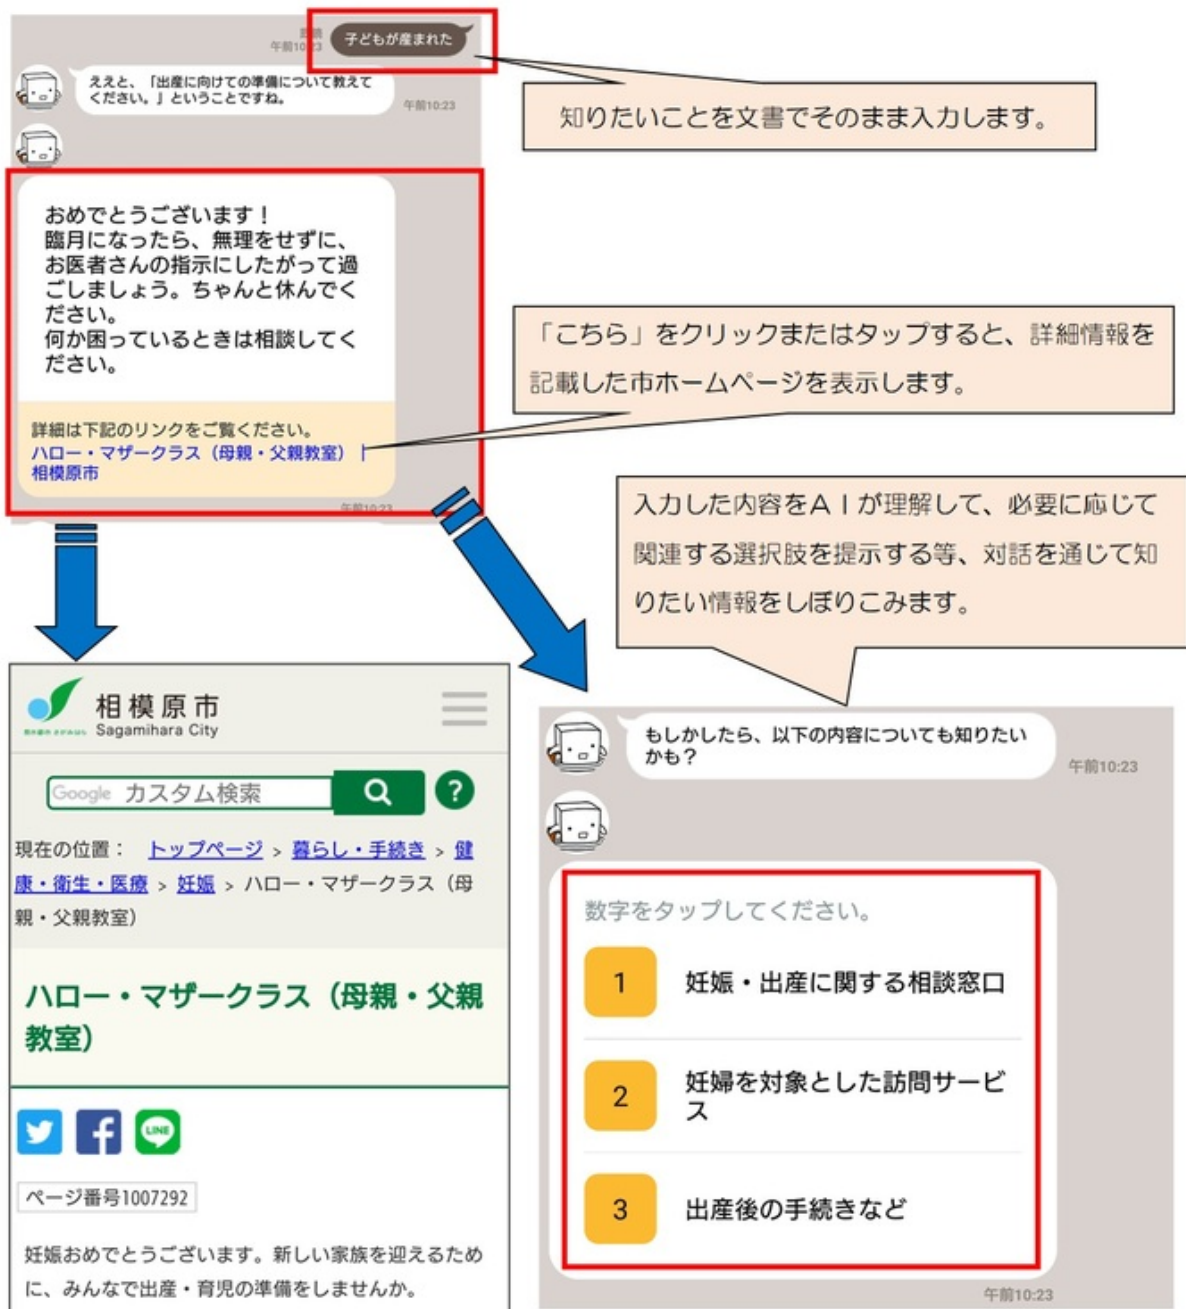 既読
午前10:23
子どもが産まれた
ええと、「出産に向けての準備について教えて
ください。」ということですね。
午前10:23
知りたいことを文書でそのまま入力します。
おめでとうございます！
臨月になったら、無理をせずに、
お医者さんの指示にしたがって過
ごしましょう。ちゃんと休んでく
ださい。
何か困っているときは相談してく
ださい。
詳細は下記のリンクをご覧ください。
ハロー・マザークラス（母親・父親教室）｜
相模原市
午前10:23
「こちら」をクリックまたはタップすると、詳細情報を
記載した市ホームページを表示します。
入力した内容をＡＩが理解して、必要に応じて
関連する選択肢を提示する等、対話を通じて知
りたい情報をしぼりこみます。
相模原市
Sagamihara City
Google カスタム検索
?
現在の位置： トップページ > 暮らし・手続き > 健
康・衛生・医療 > 妊娠 > ハロー・マザークラス（母
親・父親教室）
ハロー・マザークラス（母親・父親
教室）
LINE
ページ番号1007292
妊娠おめでとうございます。新しい家族を迎えるため
に、みんなで出産・育児の準備をしませんか。
もしかしたら、以下の内容についても知りたい
かも？
午前10:23
数字をタップしてください。
1 妊娠・出産に関する相談窓口
2 妊婦を対象とした訪問サービ
ス
3 出産後の手続きなど
午前10:23